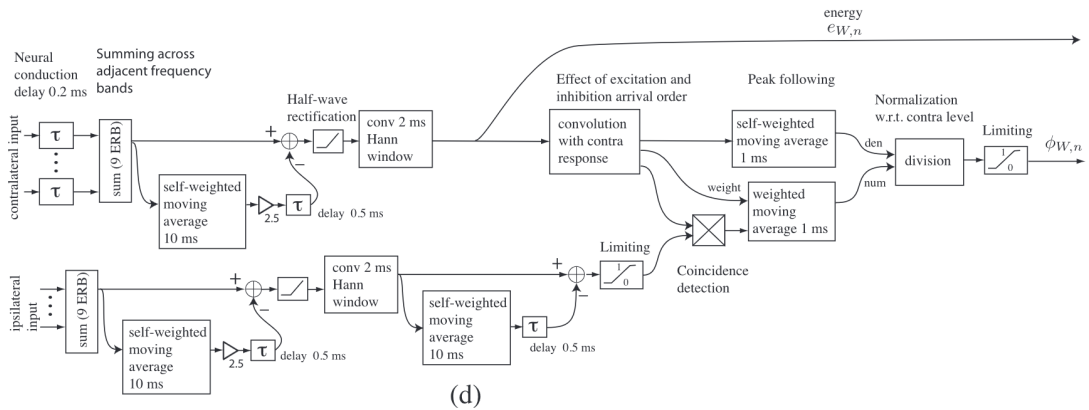 energy
e_{W,n}
Neural
conduction
delay 0.2 ms
Summing across
adjacent frequency
bands
Half-wave
rectification
Effect of excitation and
inhibition arrival order
Peak following
Normalization
w.r.t. contra level
Limiting
contralateral input
τ
τ
sum (9 ERB)
+
−
conv 2 ms
Hann
window
convolution
with contra
response
self-weighted
moving average
1 ms
den
division
1
0
ϕ_{W,n}
self-weighted
moving
average
10 ms
2.5
τ
delay 0.5 ms
weight
weighted
moving
average 1 ms
num
Coincidence
detection
Limiting
1
0
ipsilateral
input
sum (9 ERB)
+
−
conv 2 ms
Hann
window
+
−
self-weighted
moving
average
10 ms
2.5
τ
delay 0.5 ms
self-weighted
moving
average
10 ms
τ
delay 0.5 ms
(d)